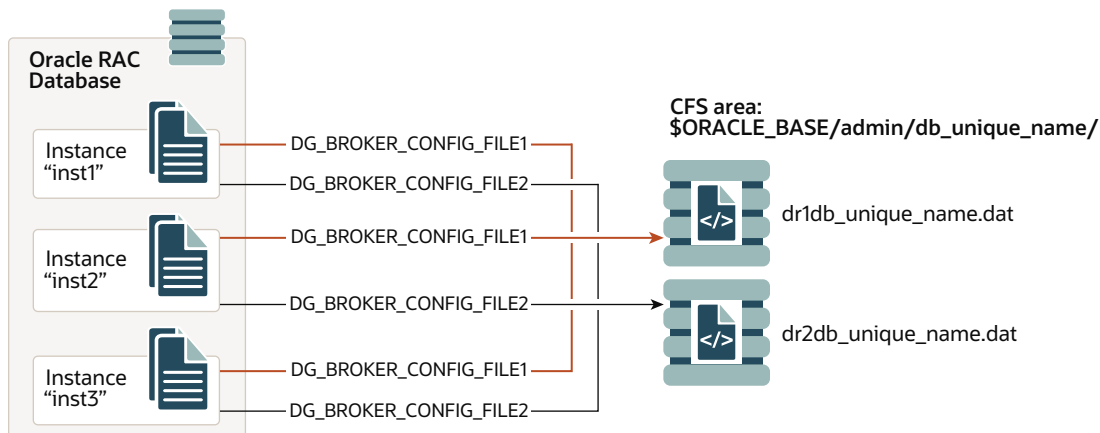 Oracle RAC
Database
CFS area:
$ORACLE_BASE/admin/db_unique_name/
Instance
“inst1”
DG_BROKER_CONFIG_FILE1
DG_BROKER_CONFIG_FILE2
</> dr1db_unique_name.dat
Instance
“inst2”
DG_BROKER_CONFIG_FILE1
DG_BROKER_CONFIG_FILE2
</> dr2db_unique_name.dat
Instance
“inst3”
DG_BROKER_CONFIG_FILE1
DG_BROKER_CONFIG_FILE2